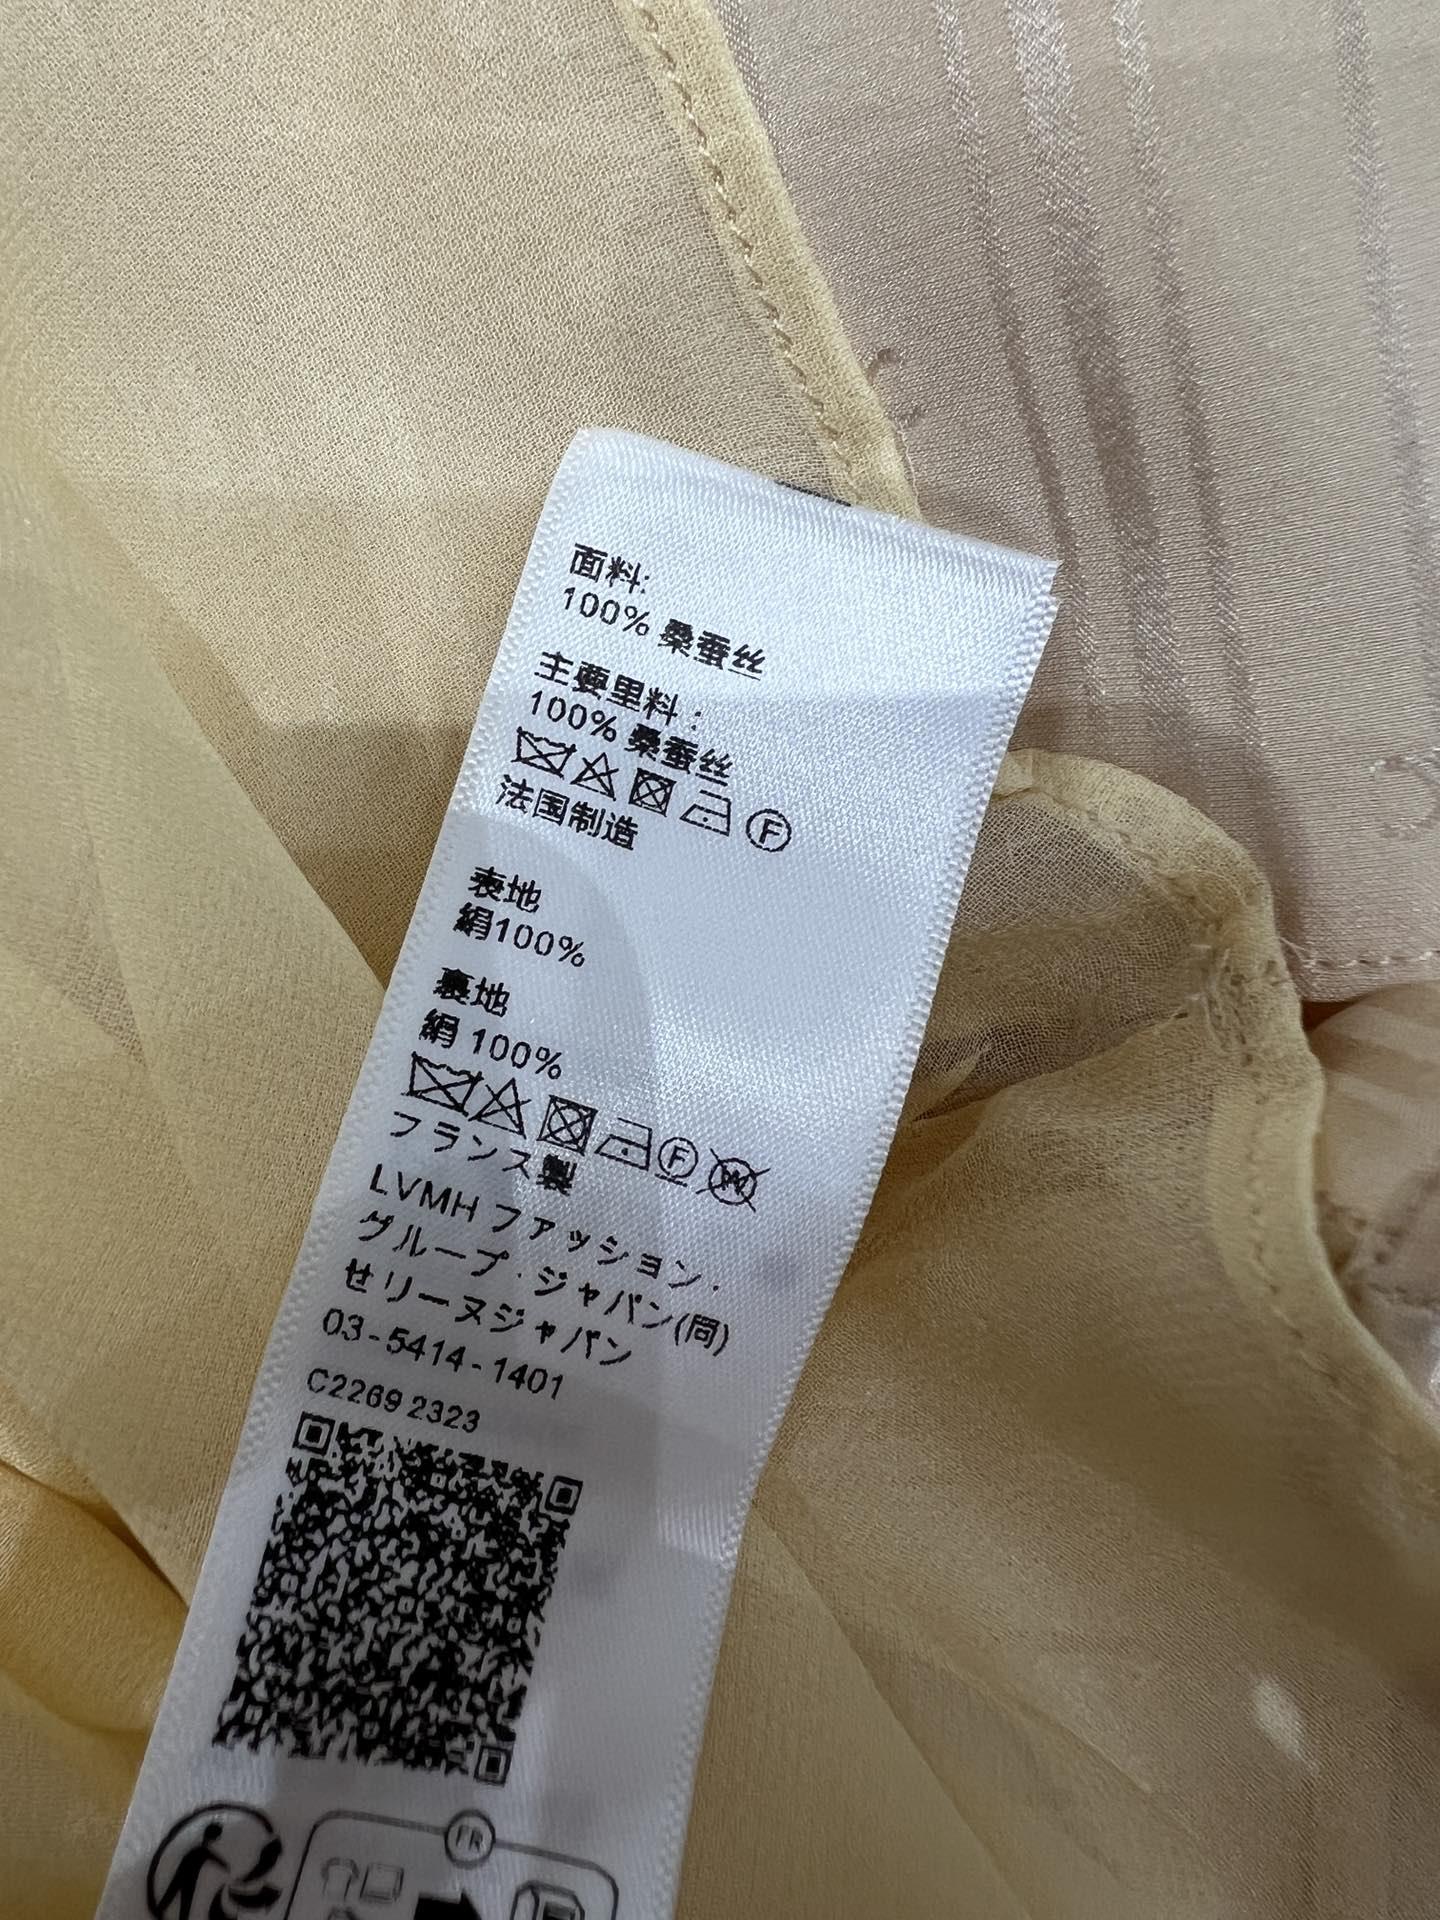 面料:
100% 桑蚕丝
主要里料：
100% 桑蚕丝
F
法国制造
表地
絹100%
裏地
絹 100%
F W
フランス製
LVMH ファッション・
グループ・ジャパン(同)
せリーヌジャパン
03-5414-1401
C2269 2323
FR